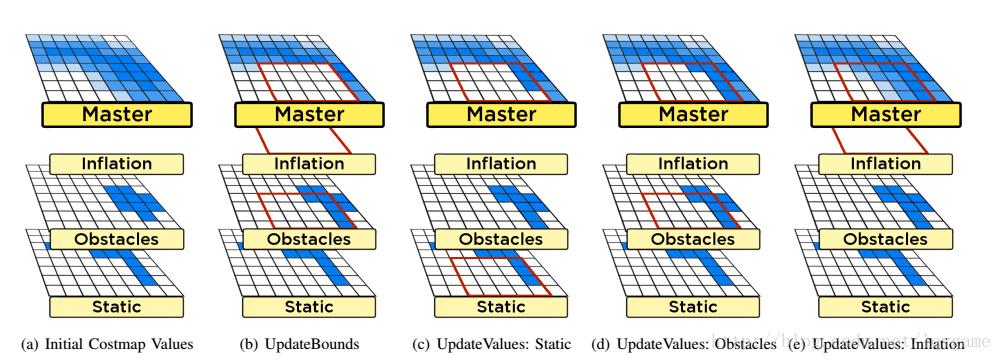 Master Master Master Master Master
Inflation Inflation Inflation Inflation Inflation
Obstacles Obstacles Obstacles Obstacles Obstacles
Static Static Static Static Static
(a) Initial Costmap Values (b) UpdateBounds (c) UpdateValues: Static (d) UpdateValues: Obstacles (e) UpdateValues: Inflation